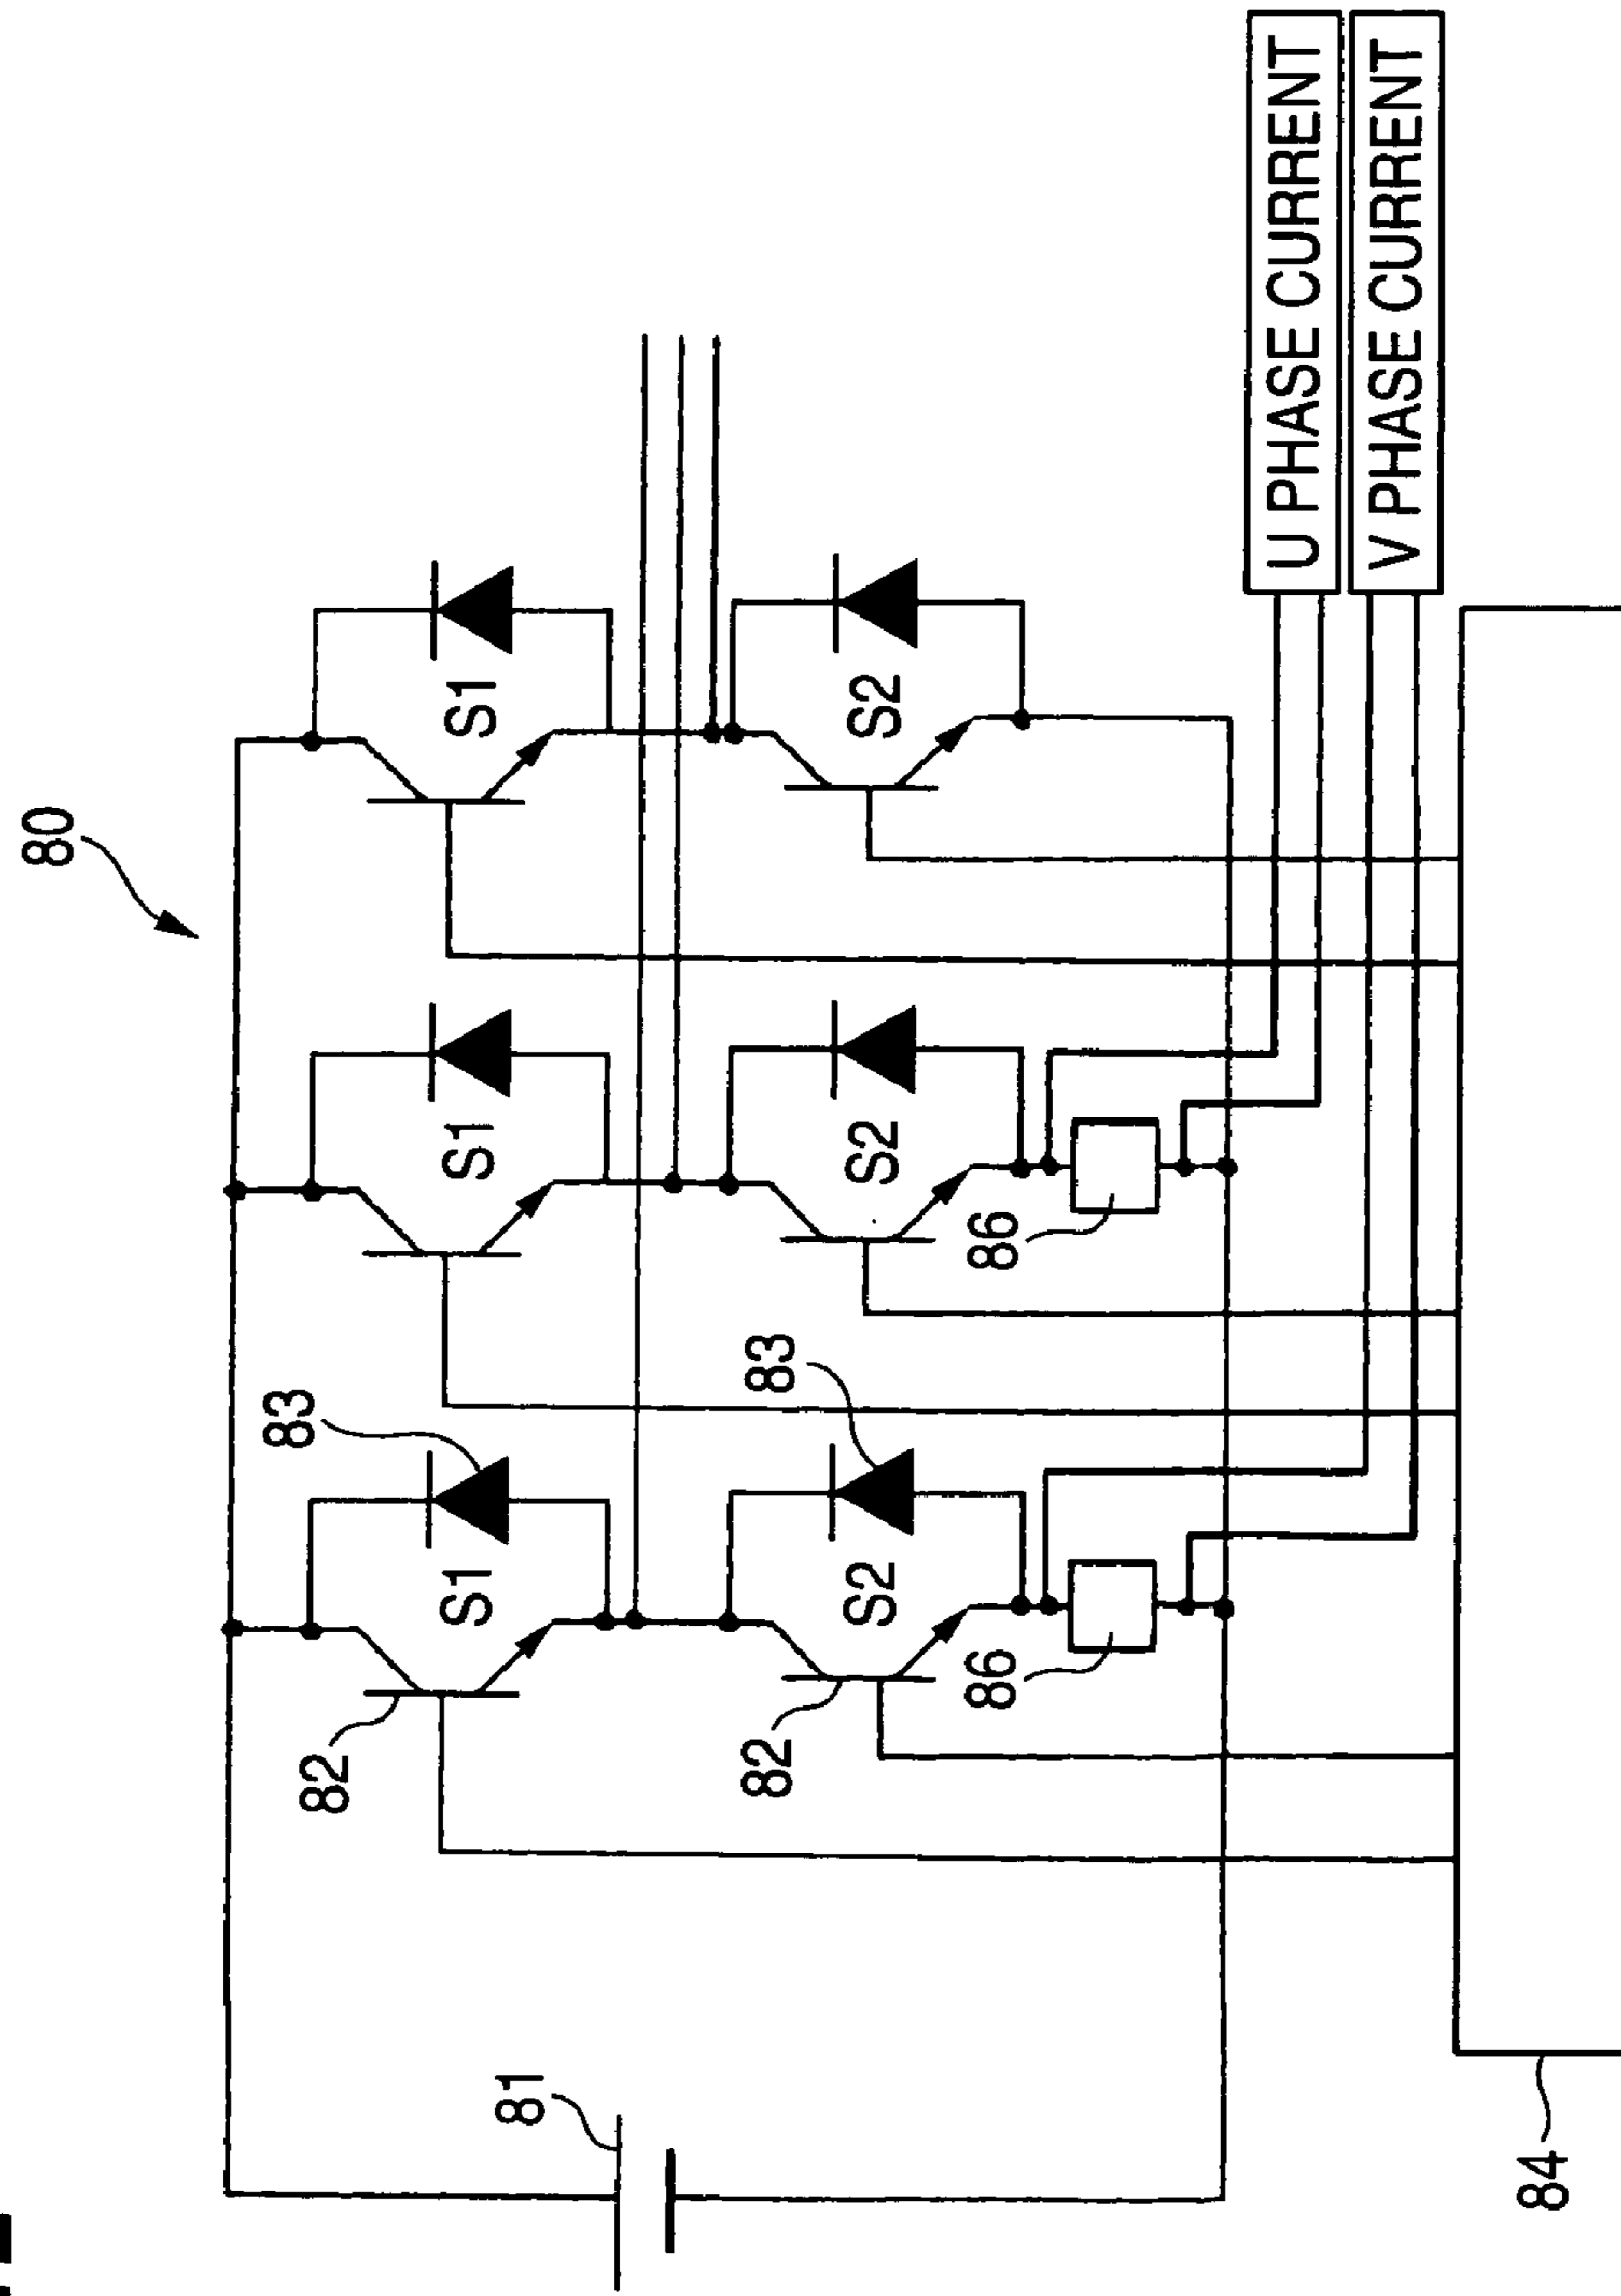 80
83
S1
S1
S1
82
81
83
S2
S2
S2
82
86
86
U PHASE CURRENT
V PHASE CURRENT
84